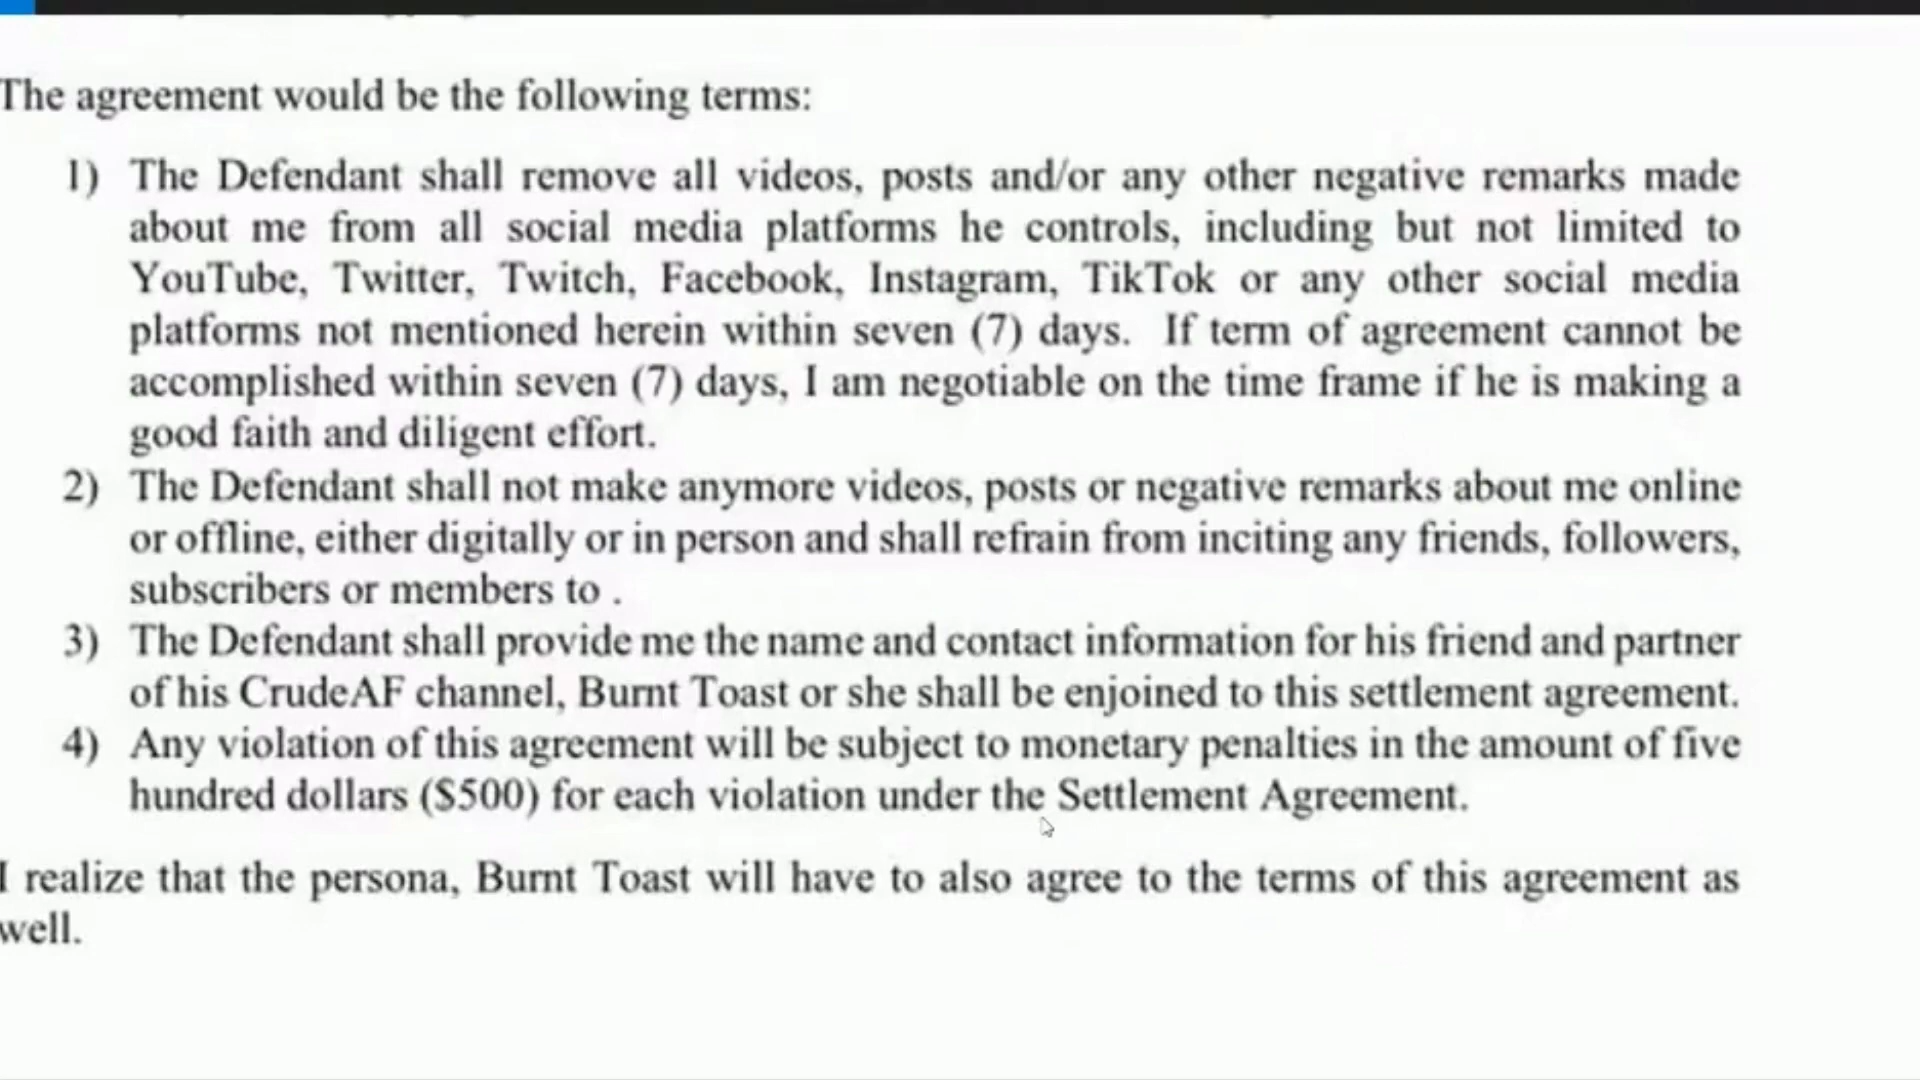 The agreement would be the following terms:
1) The Defendant shall remove all videos, posts and/or any other negative remarks made
about me from all social media platforms he controls, including but not limited to
YouTube, Twitter, Twitch, Facebook, Instagram, TikTok or any other social media
platforms not mentioned herein within seven (7) days. If term of agreement cannot be
accomplished within seven (7) days, I am negotiable on the time frame if he is making a
good faith and diligent effort.
2) The Defendant shall not make anymore videos, posts or negative remarks about me online
or offline, either digitally or in person and shall refrain from inciting any friends, followers,
subscribers or members to .
3) The Defendant shall provide me the name and contact information for his friend and partner
of his CrudeAF channel, Burnt Toast or she shall be enjoined to this settlement agreement.
4) Any violation of this agreement will be subject to monetary penalties in the amount of five
hundred dollars ($500) for each violation under the Settlement Agreement.
I realize that the persona, Burnt Toast will have to also agree to the terms of this agreement as
well.